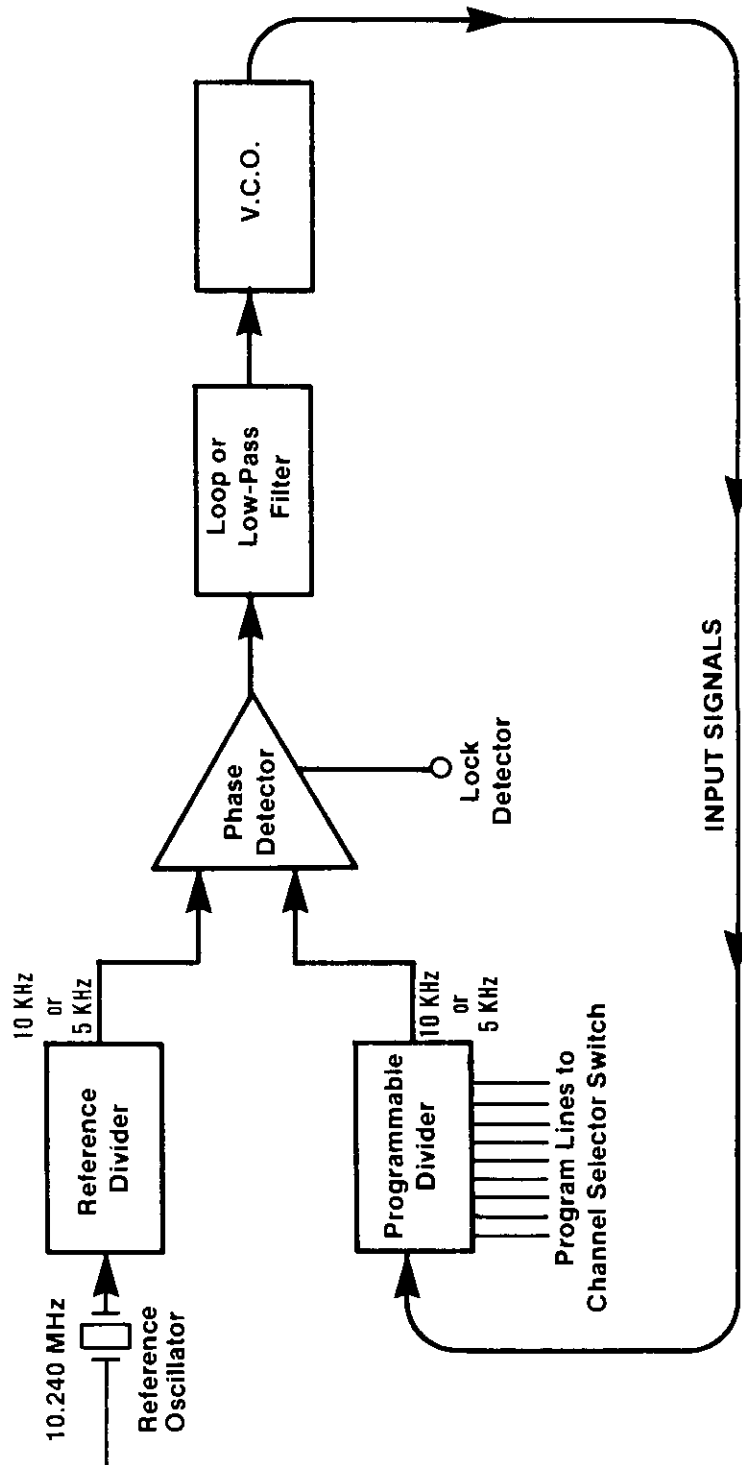 10.240 MHz
Reference
Oscillator
Reference
Divider
10 KHz
or
5 KHz
Programmable
Divider
10 KHz
or
5 KHz
Program Lines to
Channel Selector Switch
Phase
Detector
Lock
Detector
Loop or
Low-Pass
Filter
V.C.O.
INPUT SIGNALS